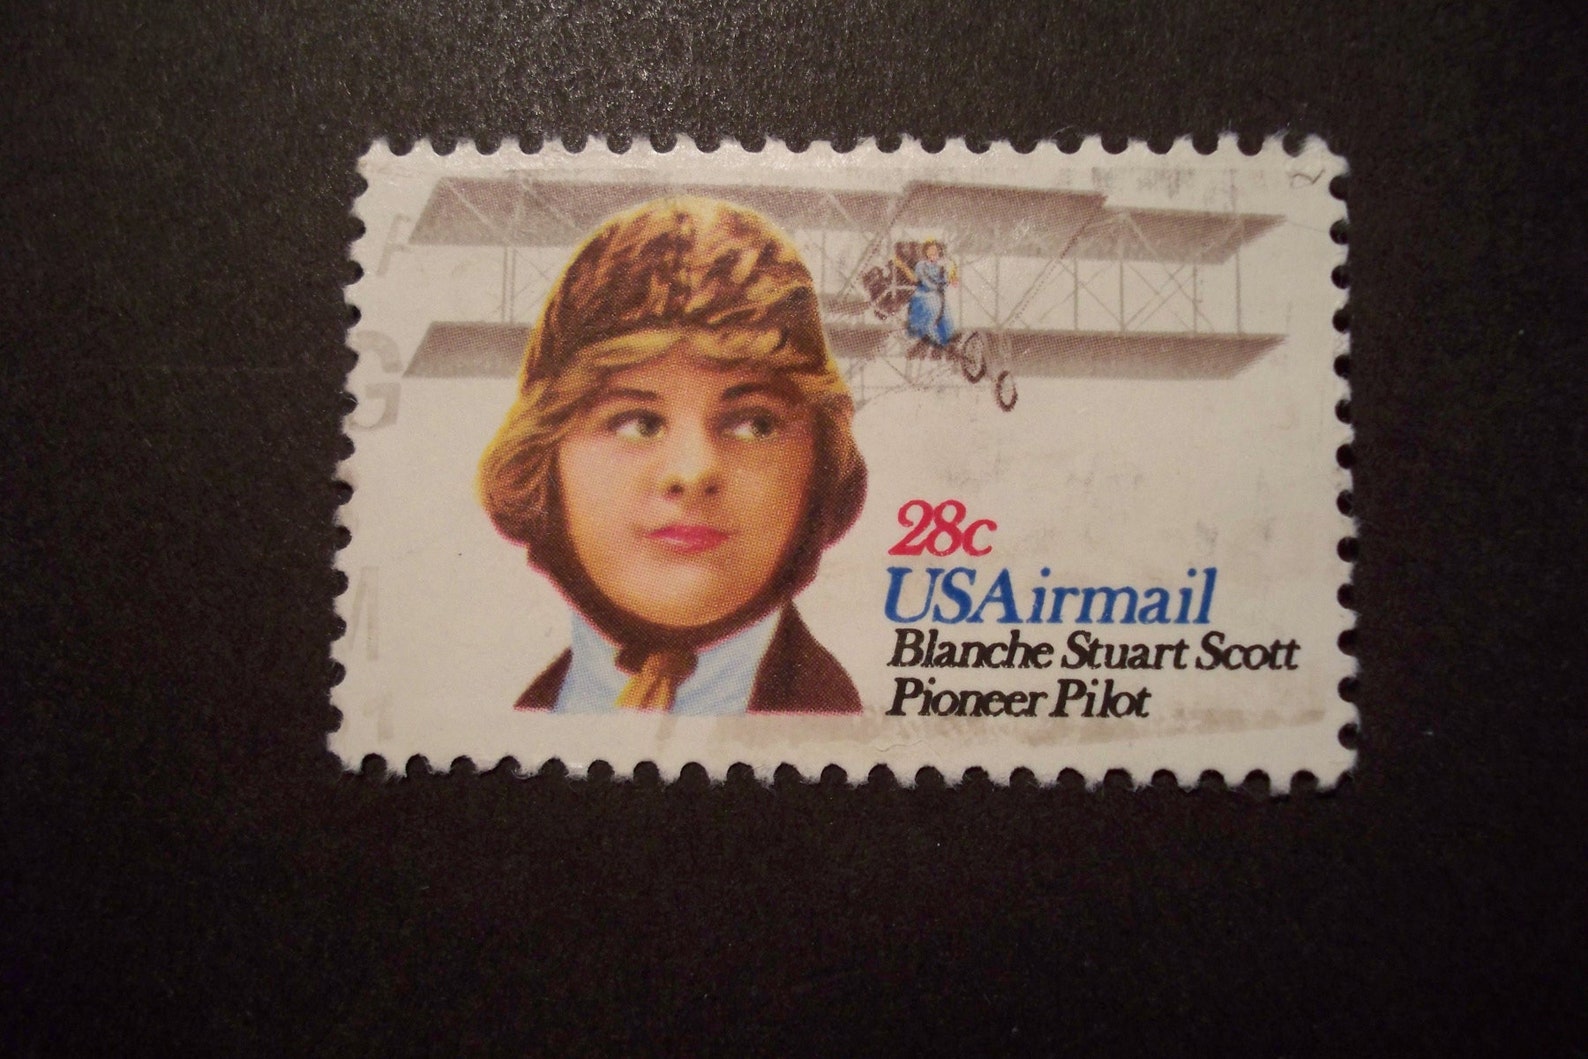 28c
USAirmail
Blanche Stuart Scott
Pioneer Pilot